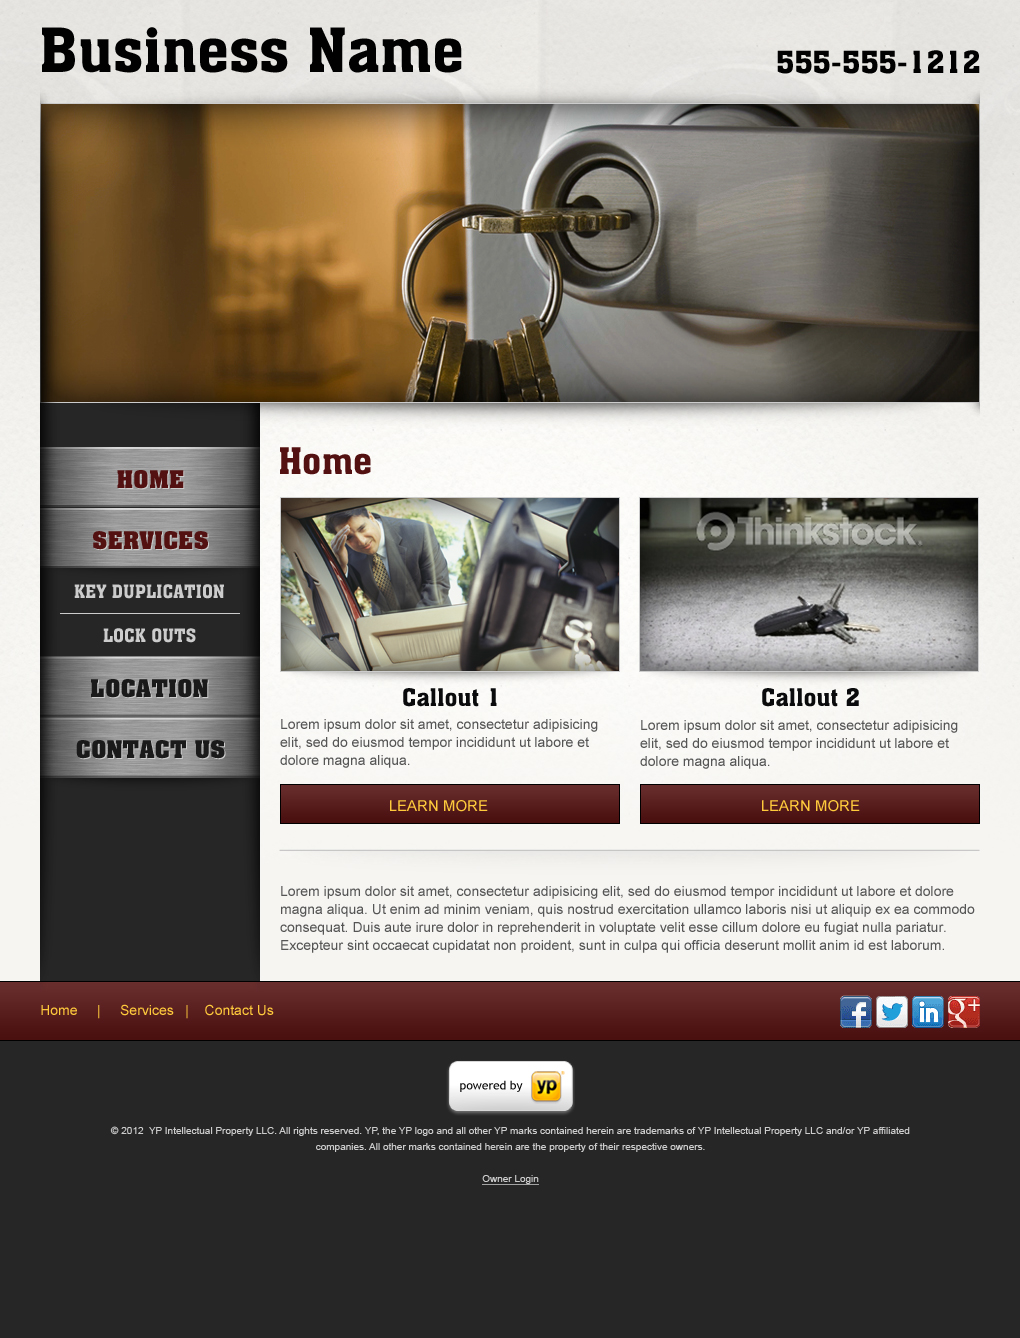 Business Name
555-555-1212
HOME
SERVICES
KEY DUPLICATION
LOCK OUTS
LOCATION
CONTACT US
Home
Thinkstock
Callout 1
Lorem ipsum dolor sit amet, consectetur adipisicing
elit, sed do eiusmod tempor incididunt ut labore et
dolore magna aliqua.
LEARN MORE
Callout 2
Lorem ipsum dolor sit amet, consectetur adipisicing
elit, sed do eiusmod tempor incididunt ut labore et
dolore magna aliqua.
LEARN MORE
Lorem ipsum dolor sit amet, consectetur adipisicing elit, sed do eiusmod tempor incididunt ut labore et dolore
magna aliqua. Ut enim ad minim veniam, quis nostrud exercitation ullamco laboris nisi ut aliquip ex ea commodo
consequat. Duis aute irure dolor in reprehenderit in voluptate velit esse cillum dolore eu fugiat nulla pariatur.
Excepteur sint occaecat cupidatat non proident, sunt in culpa qui officia deserunt mollit anim id est laborum.
Home | Services | Contact Us
f in g+
powered by yp
© 2012 YP Intellectual Property LLC. All rights reserved. YP, the YP logo and all other YP marks contained herein are trademarks of YP Intellectual Property LLC and/or YP affiliated
companies. All other marks contained herein are the property of their respective owners.
Owner Login